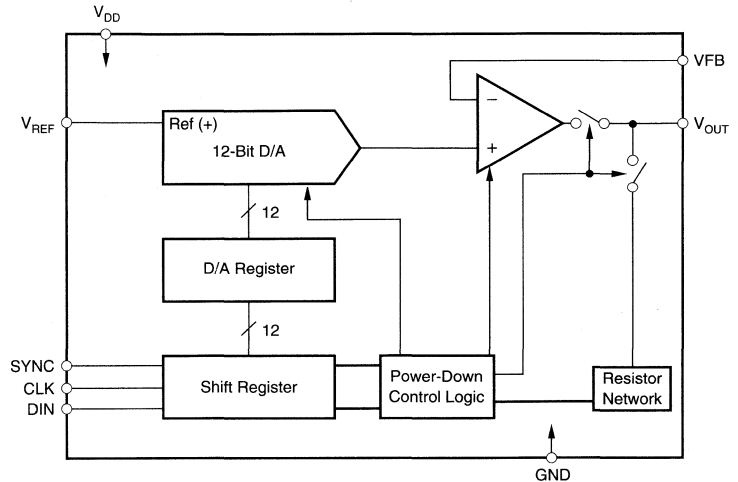 VDD
VFB
VREF
Ref (+)
12-Bit D/A
−
+
VOUT
12
D/A Register
12
SYNC
CLK
DIN
Shift Register
Power-Down
Control Logic
Resistor
Network
GND